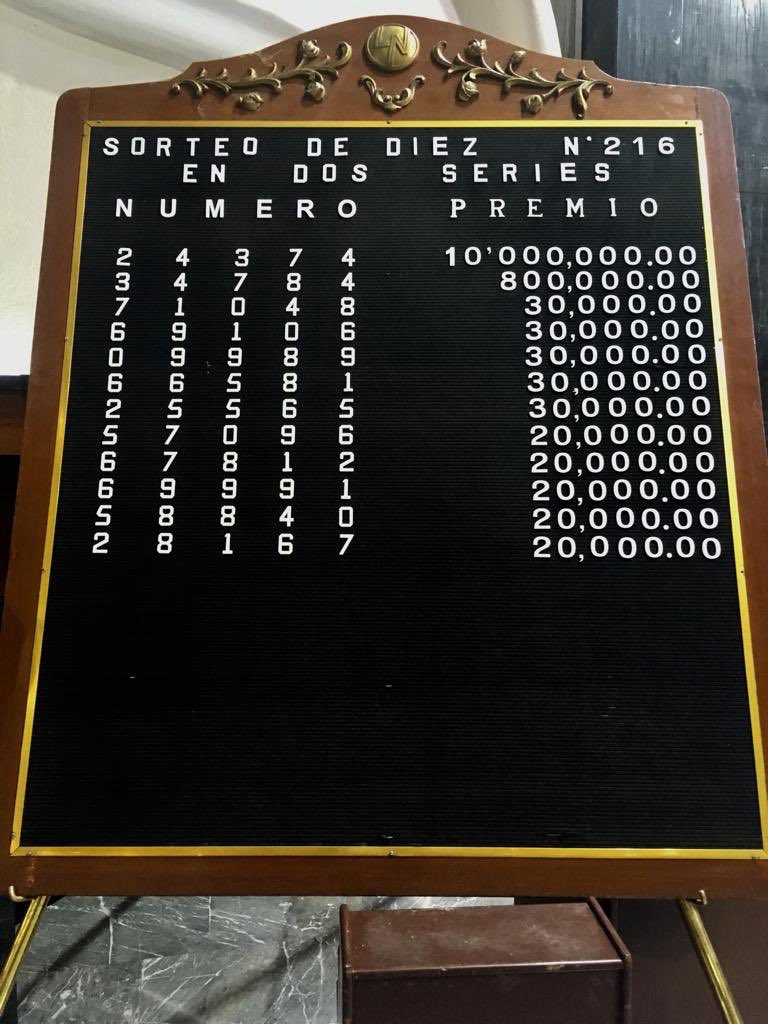 LN
SORTEO DE DIEZ N°216
EN DOS SERIES
NUMERO PREMIO
2 4 3 7 4 10'000,000.00
3 4 7 8 4 800,000.00
7 1 0 4 8 30,000.00
6 9 1 0 6 30,000.00
0 9 9 8 9 30,000.00
6 6 5 8 1 30,000.00
2 5 5 6 5 30,000.00
5 7 0 9 6 20,000.00
6 7 8 1 2 20,000.00
6 9 9 9 1 20,000.00
5 8 8 4 0 20,000.00
2 8 1 6 7 20,000.00